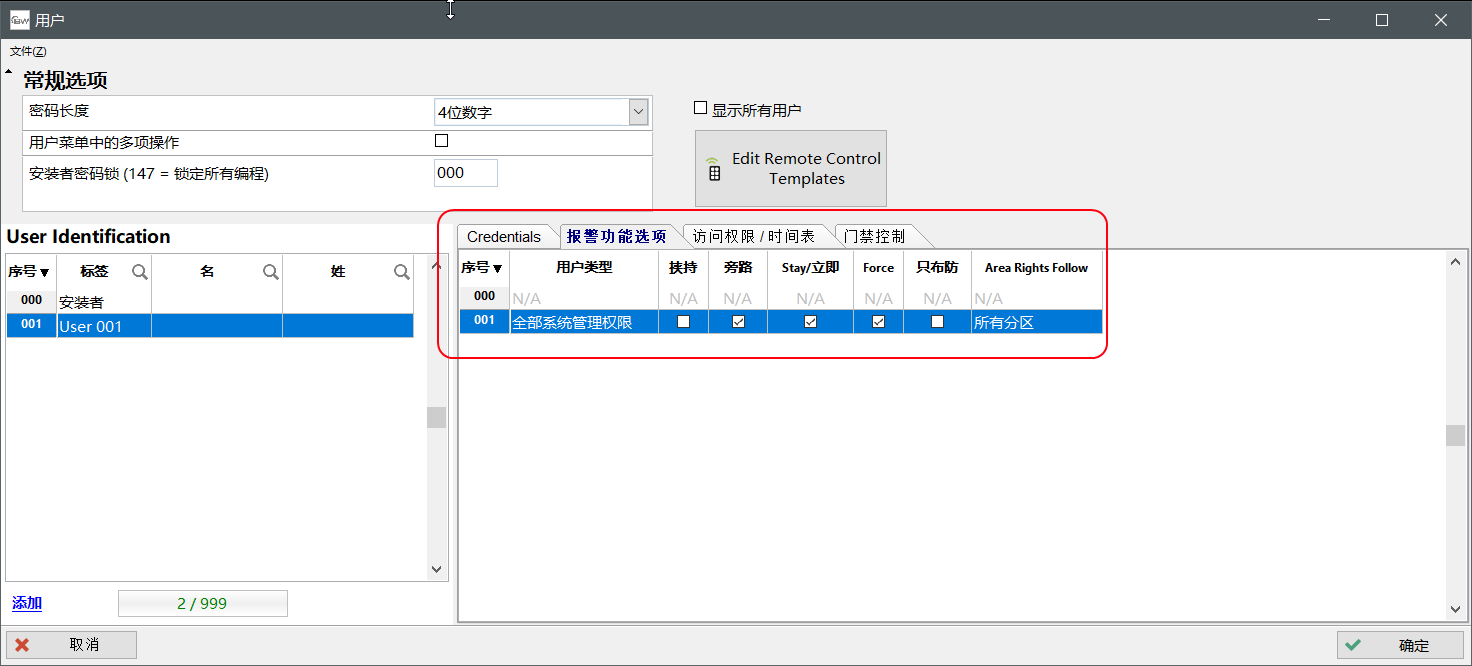 用户
文件(Z)
常规选项
密码长度 4位数字
显示所有用户
用户菜单中的多项操作
安装者密码锁 (147 = 锁定所有编程) 000
Edit Remote Control
Templates
User Identification
Credentials 报警功能选项 访问权限 / 时间表 门禁控制
序号▼ 标签 名 姓
000 安装者
001 User 001
序号▼ 用户类型 挟持 旁路 Stay/立即 Force 只布防 Area Rights Follow
000 N/A N/A N/A N/A N/A N/A N/A
001 全部系统管理权限 所有分区
添加 2 / 999
取消 确定